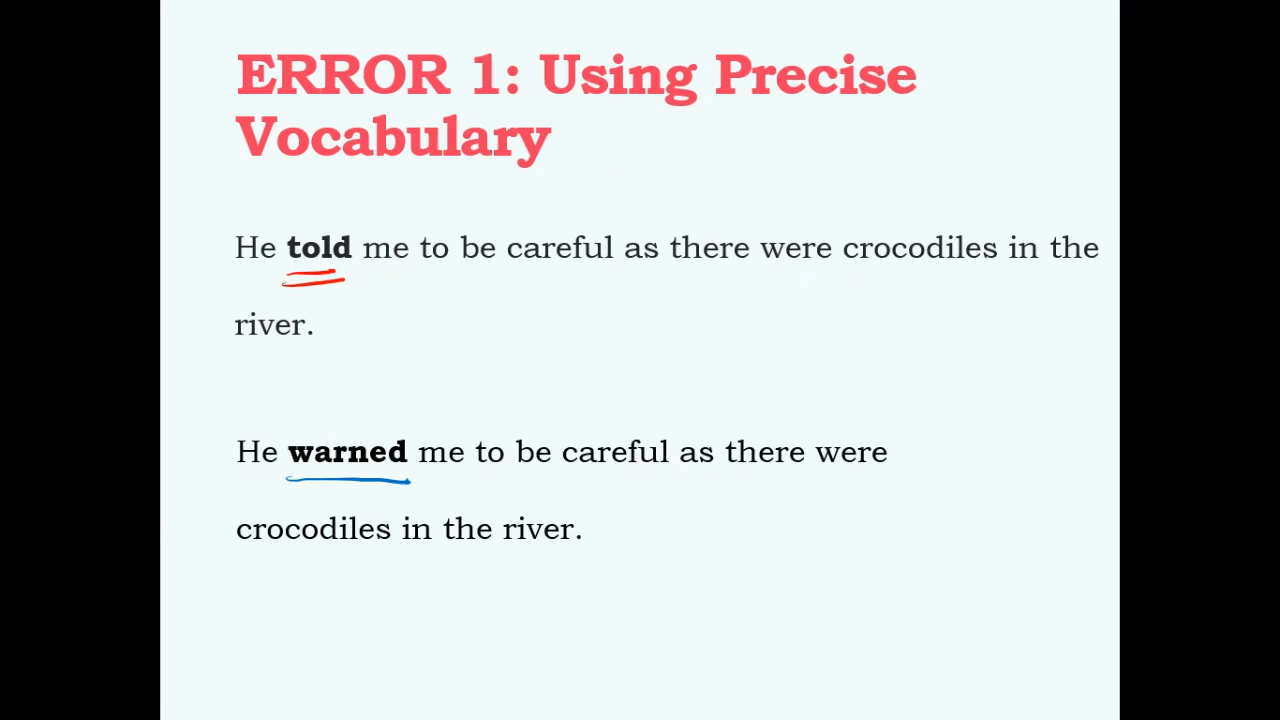 ERROR 1: Using Precise
Vocabulary
He told me to be careful as there were crocodiles in the
river.
He warned me to be careful as there were
crocodiles in the river.